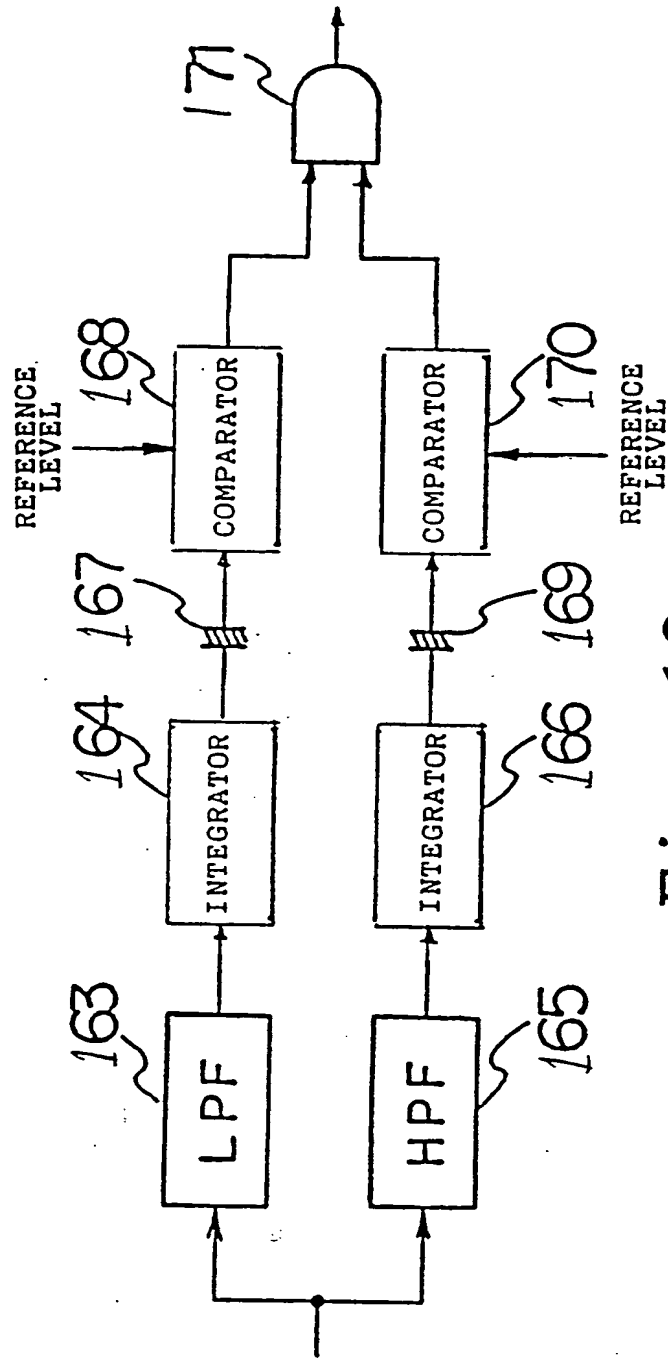 163
LPF
164
INTEGRATOR
167
REFERENCE
LEVEL
168
COMPARATOR
171
HPF
165
INTEGRATOR
166
169
COMPARATOR
170
REFERENCE
LEVEL